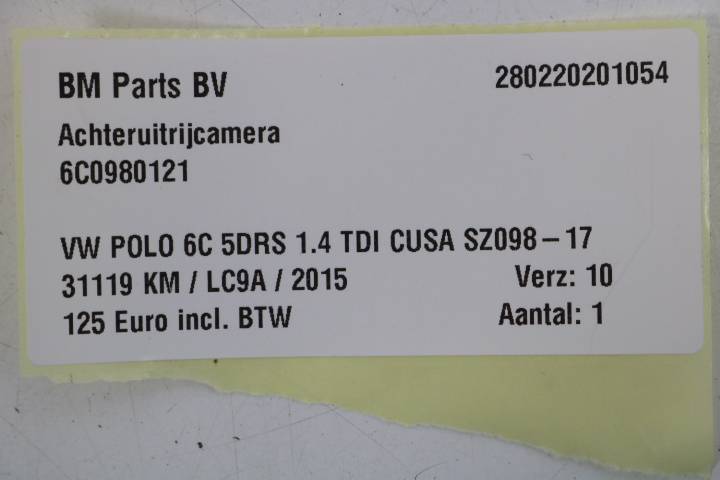 BM Parts BV 280220201054
Achteruitrijcamera
6C0980121
VW POLO 6C 5DRS 1.4 TDI CUSA SZ098-17
31119 KM / LC9A / 2015 Verz: 10
125 Euro incl. BTW Aantal: 1